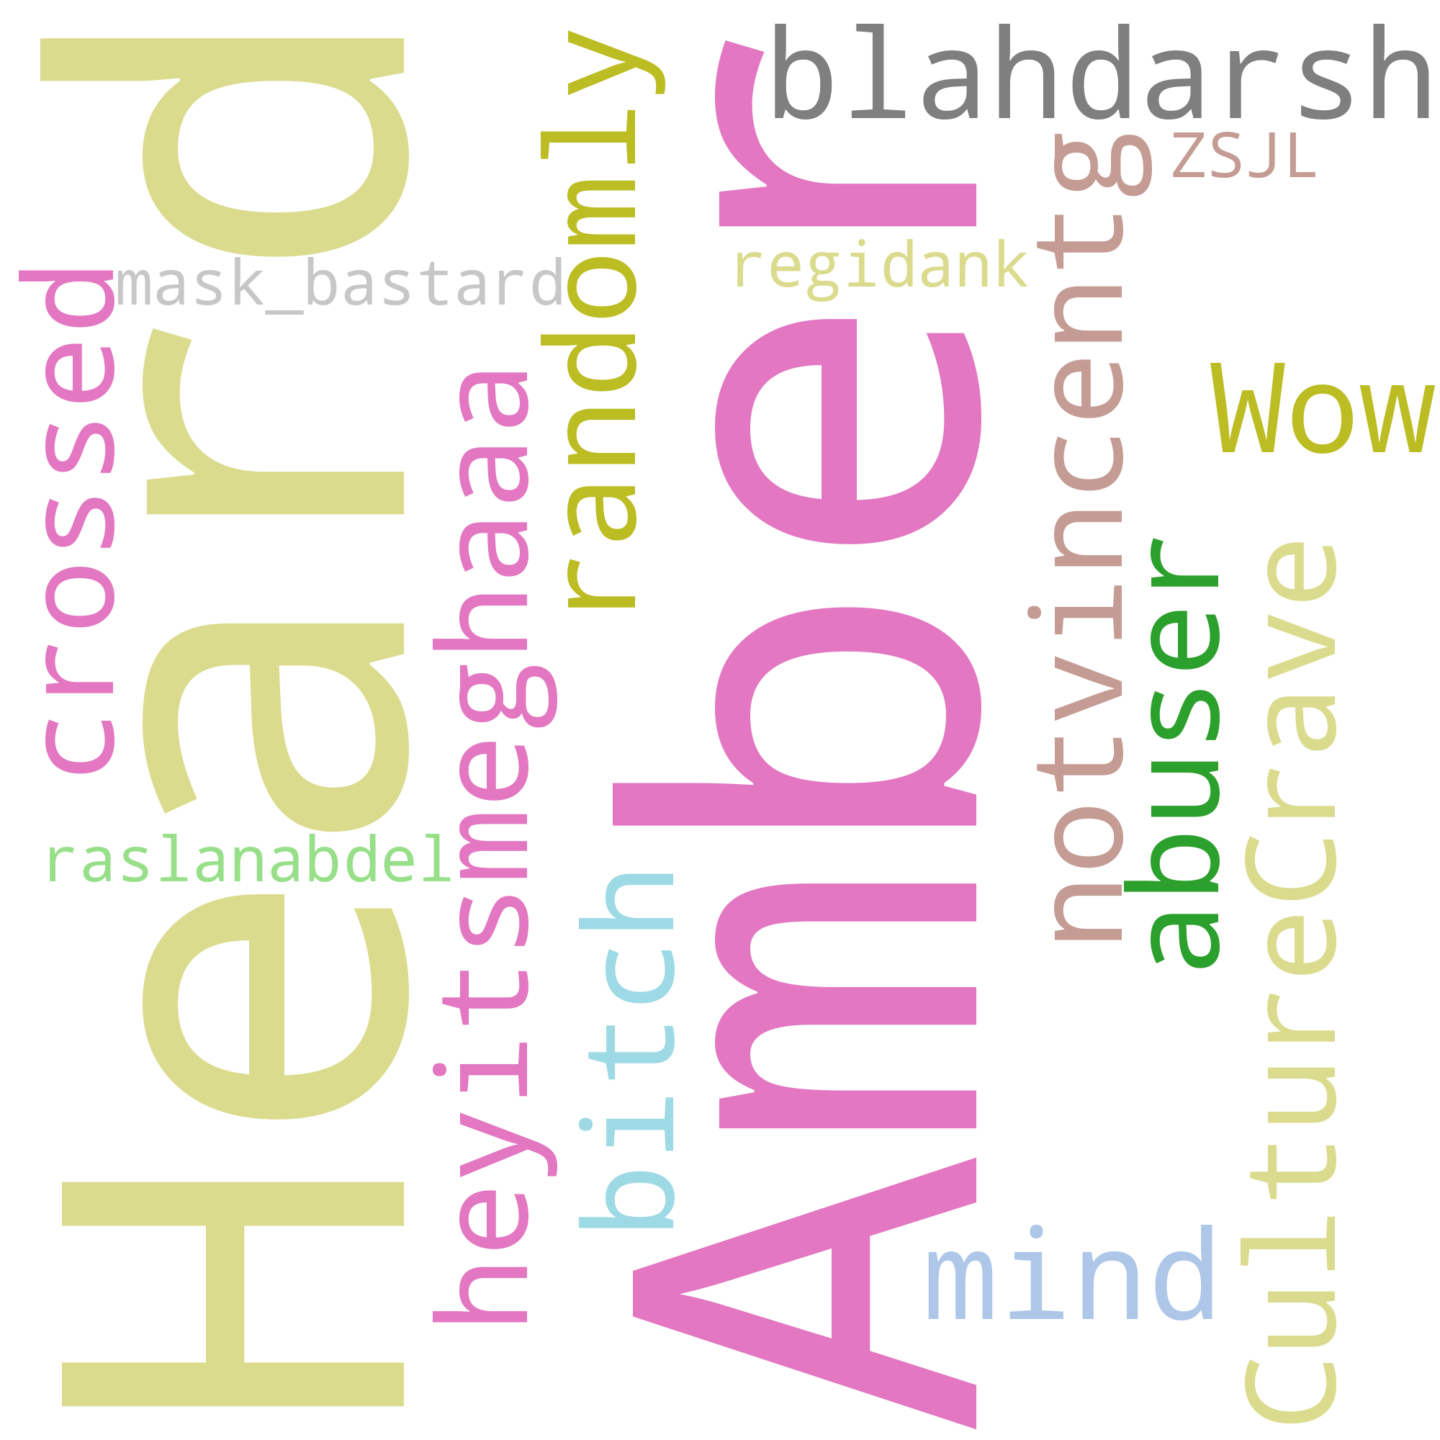 Heard
Amber
blahdarsh
ZSJL
randomly
mask_bastard
regidank
crossed
heyitsmeghaaa
notvincentg
Wow
abuser
CultureCrave
raslanabdel
bitch
mind